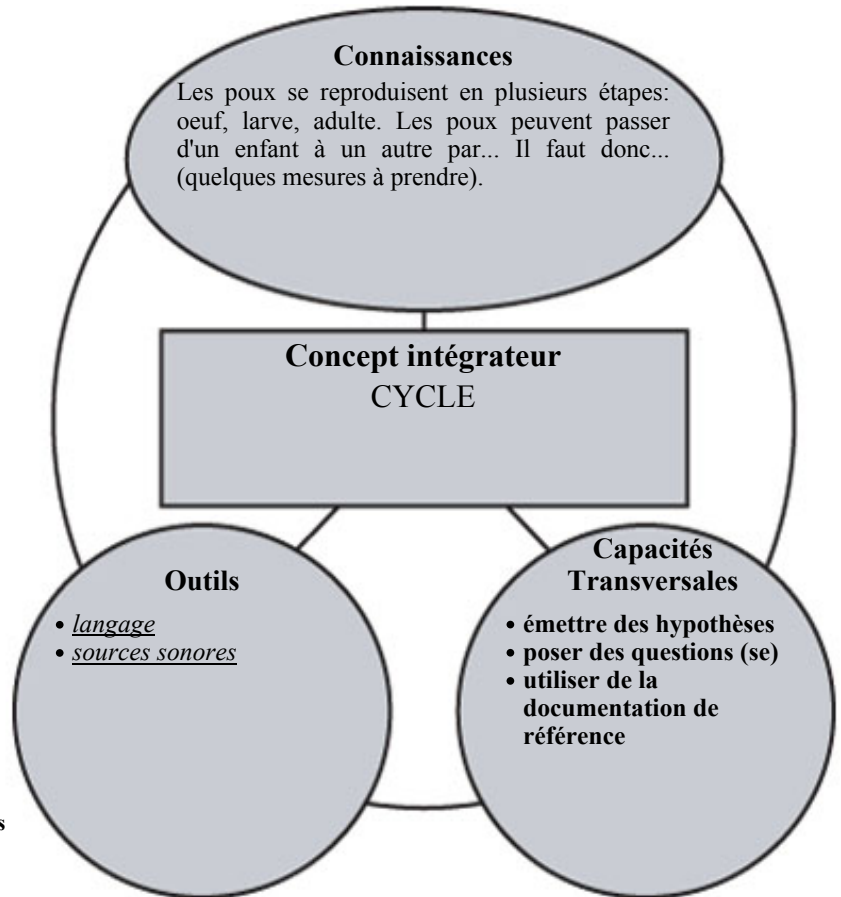 Connaissances
Les poux se reproduisent en plusieurs étapes:
oeuf, larve, adulte. Les poux peuvent passer
d'un enfant à un autre par... Il faut donc...
(quelques mesures à prendre).
Concept intégrateur
CYCLE
Outils
• langage
• sources sonores
Capacités
Transversales
• émettre des hypothèses
• poser des questions (se)
• utiliser de la
documentation de
référence
s